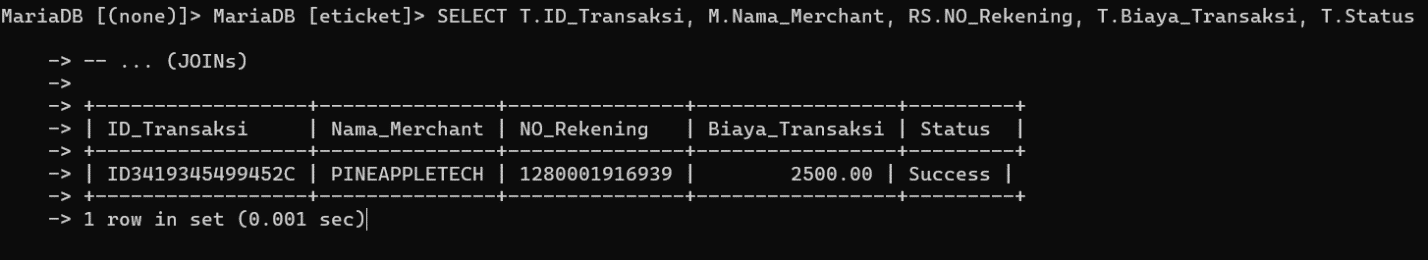 MariaDB [(none)]> MariaDB [eticket]> SELECT T.ID_Transaksi, M.Nama_Merchant, RS.NO_Rekening, T.Biaya_Transaksi, T.Status
    -> -- ... (JOINs)
    ->
    -> +------------------+---------------+---------------+-----------------+---------+
    -> | ID_Transaksi     | Nama_Merchant | NO_Rekening   | Biaya_Transaksi | Status  |
    -> +------------------+---------------+---------------+-----------------+---------+
    -> | ID3419345499452C | PINEAPPLETECH | 1280001916939 |         2500.00 | Success |
    -> +------------------+---------------+---------------+-----------------+---------+
    -> 1 row in set (0.001 sec)